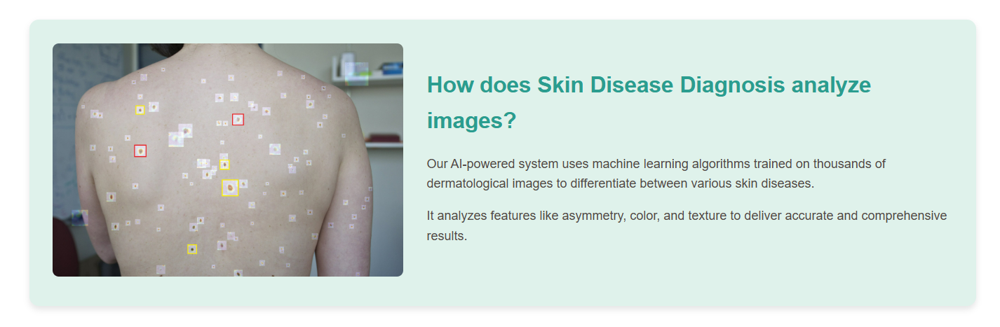 How does Skin Disease Diagnosis analyze
images?
Our AI-powered system uses machine learning algorithms trained on thousands of
dermatological images to differentiate between various skin diseases.
It analyzes features like asymmetry, color, and texture to deliver accurate and comprehensive
results.